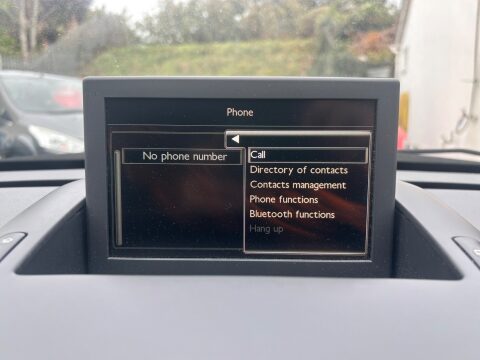 Phone
No phone number
Call
Directory of contacts
Contacts management
Phone functions
Bluetooth functions
Hang up